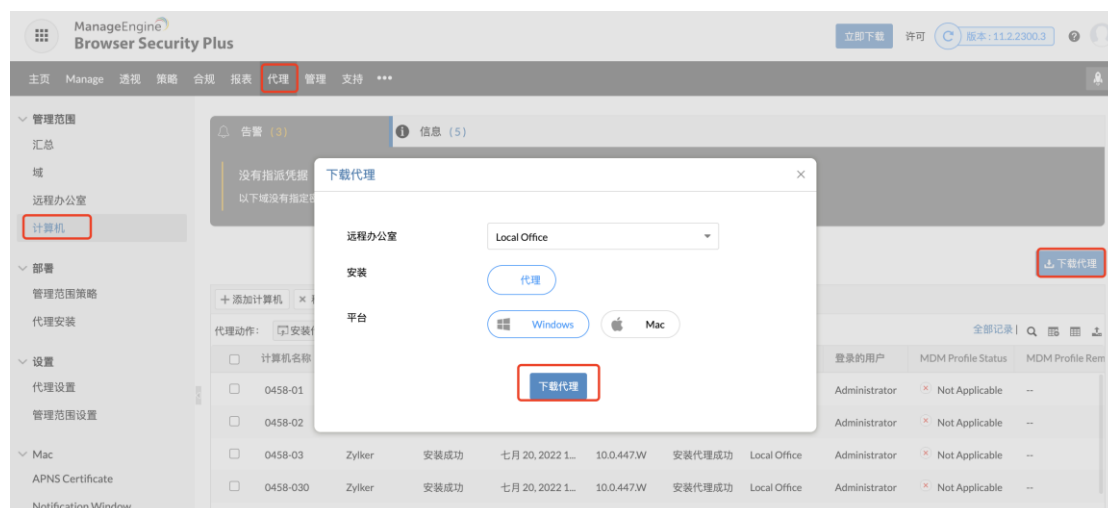 ManageEngine
Browser Security Plus
立即下载 许可 版本 : 11.2.2300.3
主页 Manage 透视 策略 合规 报表 代理 管理 支持 •••
管理范围
汇总
域
远程办公室
计算机
部署
管理范围策略
代理安装
设置
代理设置
管理范围设置
Mac
APNS Certificate
Notification Window
告警 (3) 信息 (5)
没有指派凭据
以下域没有指定
下载代理 ×
远程办公室 Local Office
安装 代理
平台 Windows Mac
下载代理
下载代理
+ 添加计算机 ×
代理动作: 安装
全部记录 |
计算机名称 登录的用户 MDM Profile Status MDM Profile Rem
0458-01 Administrator Not Applicable --
0458-02 Administrator Not Applicable --
0458-03 Zylker 安装成功 七月 20, 2022 1... 10.0.447.W 安装代理成功 Local Office Administrator Not Applicable --
0458-030 Zylker 安装成功 七月 20, 2022 1... 10.0.447.W 安装代理成功 Local Office Administrator Not Applicable --